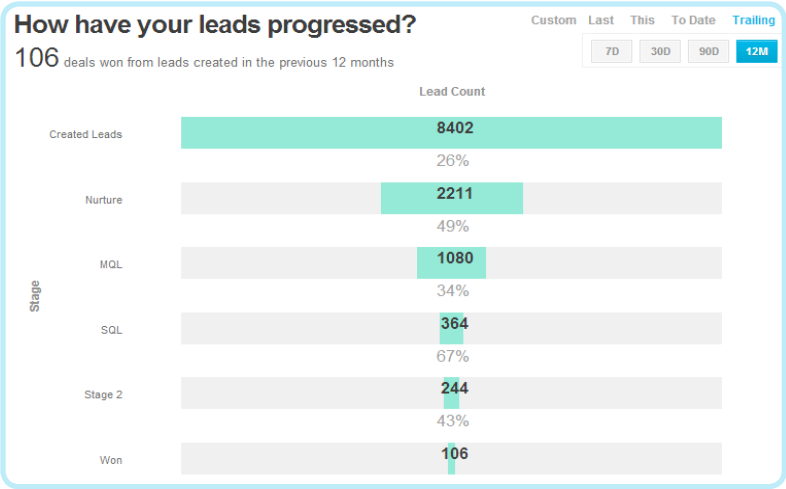 How have your leads progressed?
Custom Last This To Date Trailing
106 deals won from leads created in the previous 12 months
7D 30D 90D 12M
Lead Count
Created Leads 8402
26%
Nurture 2211
49%
MQL 1080
34%
Stage
SQL 364
67%
Stage 2 244
43%
Won 106